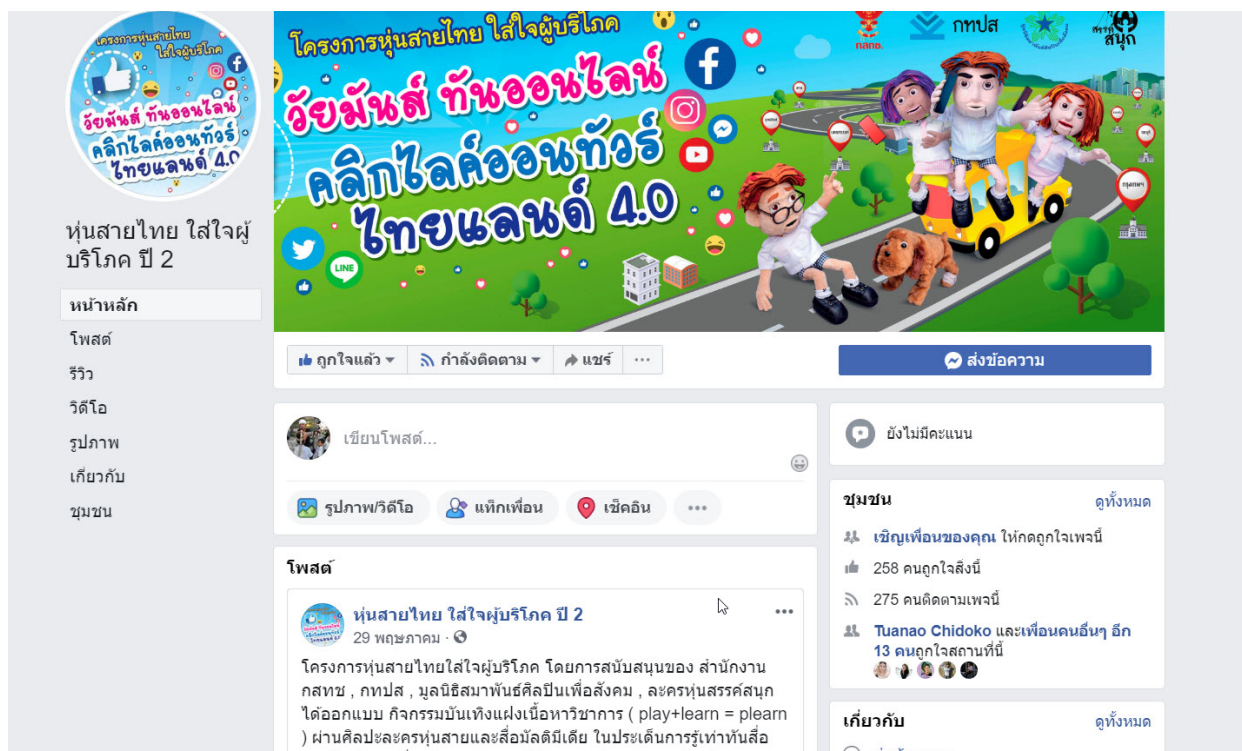 โครงการหุ่นสายไทย
ใส่ใจผู้บริโภค
วัยมันส์ ทันออนไลน์
คลิกไลค์ออนทัวร์
ไทยแลนด์ 4.0
หุ่นสายไทย ใส่ใจผู้
บริโภค ปี 2
หน้าหลัก
โพสต์
รีวิว
วิดีโอ
รูปภาพ
เกี่ยวกับ
ชุมชน
โครงการหุ่นสายไทย ใส่ใจผู้บริโภค
วัยมันส์ ทันออนไลน์
คลิกไลค์ออนทัวร์
ไทยแลนด์ 4.0
LINE
กสทช.
กทปส
สนุก
กรุงเทพฯ
ถูกใจแล้ว
กำลังติดตาม
แชร์
ส่งข้อความ
เขียนโพสต์...
รูปภาพ/วิดีโอ
แท็กเพื่อน
เช็คอิน
โพสต์
หุ่นสายไทย ใส่ใจผู้บริโภค ปี 2
29 พฤษภาคม ·
โครงการหุ่นสายไทยใส่ใจผู้บริโภค โดยการสนับสนุนของ สำนักงาน
กสทช , กทปส , มูลนิธิสมาพันธ์ศิลปินเพื่อสังคม , ละครหุ่นสรรค์สนุก
ได้ออกแบบ กิจกรรมบันเทิงแฝงเนื้อหาวิชาการ ( play+learn = plearn
) ผ่านศิลปะละครหุ่นสายและสื่อมัลติมีเดีย ในประเด็นการรู้เท่าทันสื่อ
ยังไม่มีคะแนน
ชุมชน
ดูทั้งหมด
เชิญเพื่อนของคุณ ให้กดถูกใจเพจนี้
258 คนถูกใจสิ่งนี้
275 คนติดตามเพจนี้
Tuanao Chidoko และเพื่อนคนอื่นๆ อีก
13 คนถูกใจสถานที่นี้
เกี่ยวกับ
ดูทั้งหมด